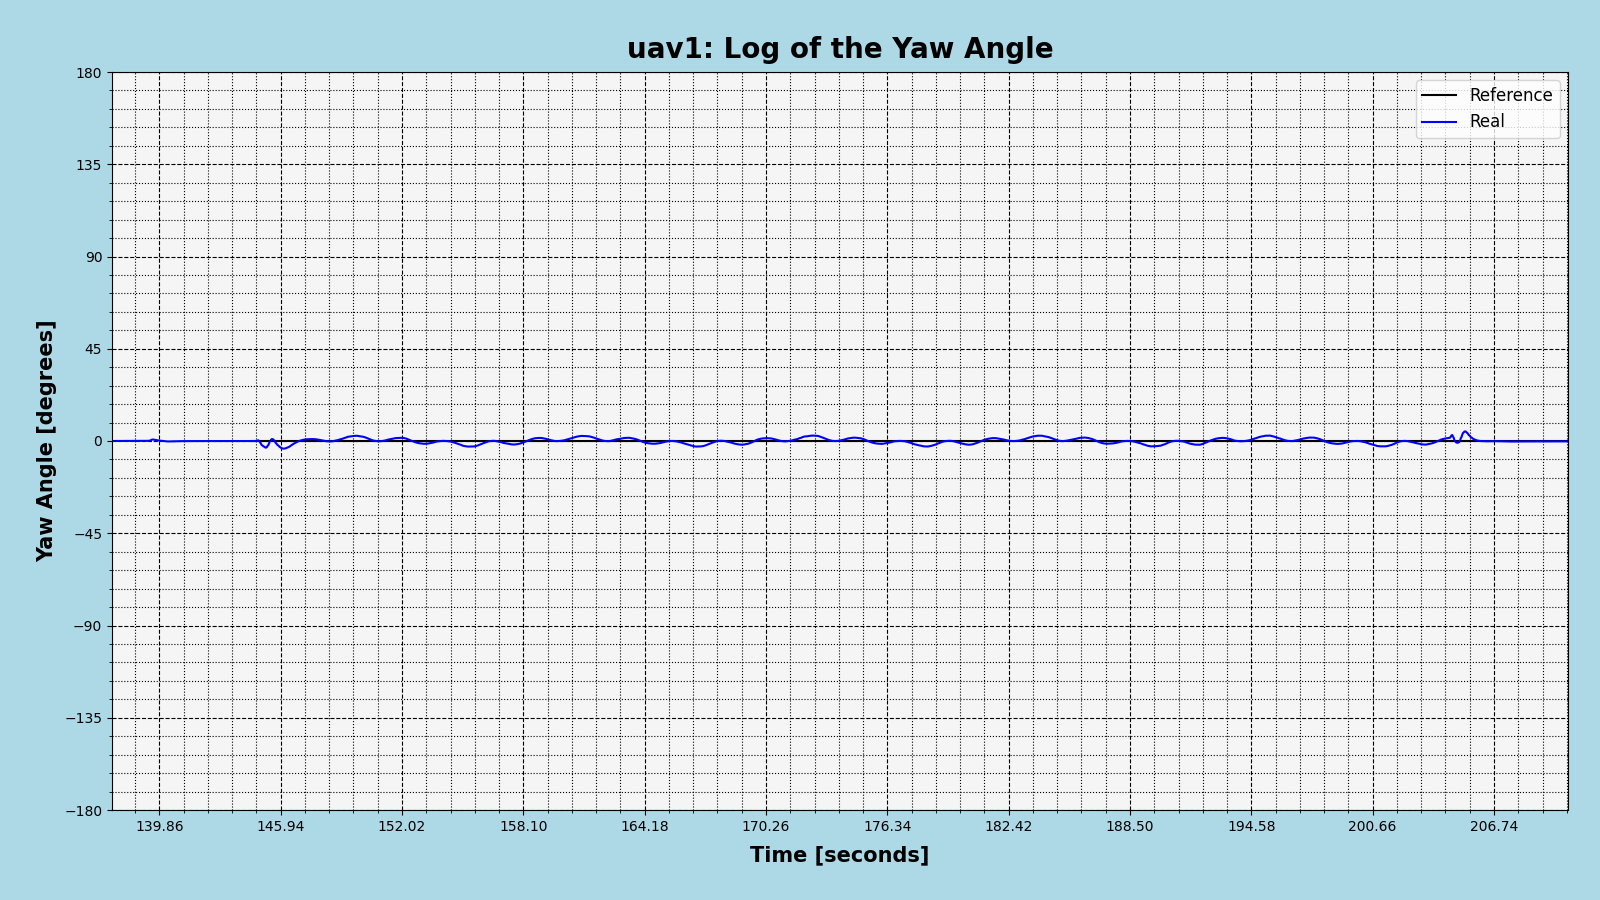 uav1: Log of the Yaw Angle
Reference
Real
Yaw Angle [degrees]
180
135
90
45
0
−45
−90
−135
−180
139.86 145.94 152.02 158.10 164.18 170.26 176.34 182.42 188.50 194.58 200.66 206.74
Time [seconds]